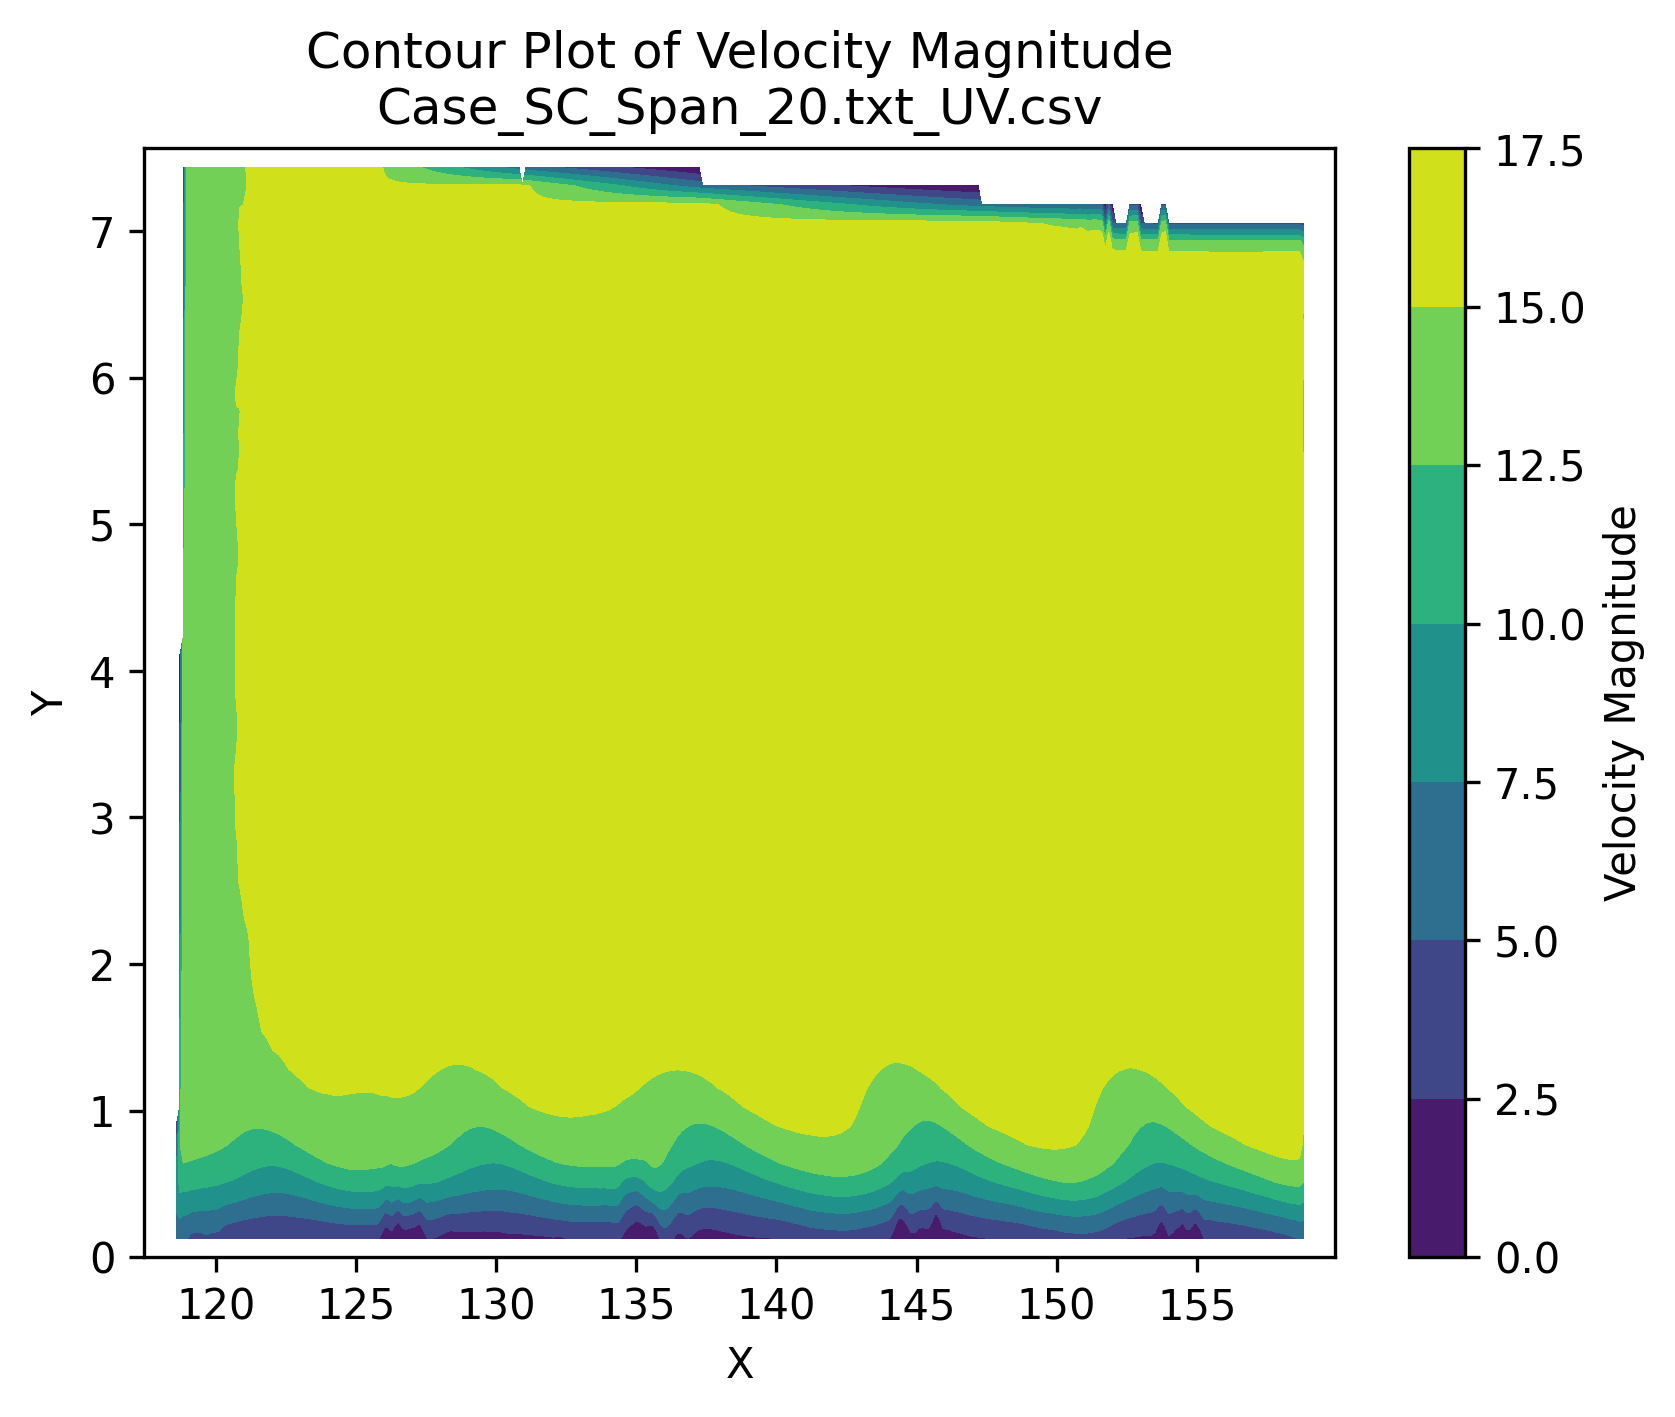 Contour Plot of Velocity Magnitude
Case_SC_Span_20.txt_UV.csv
7
6
5
4
3
2
1
0
Y
120 125 130 135 140 145 150 155
X
17.5
15.0
12.5
10.0
7.5
5.0
2.5
0.0
Velocity Magnitude